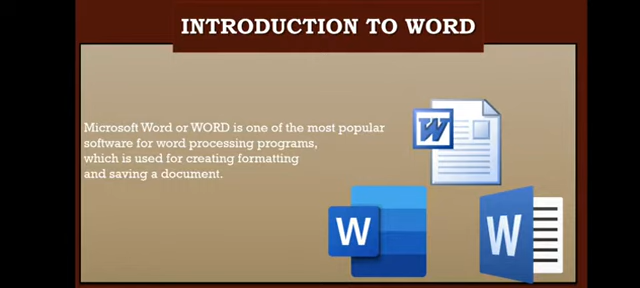 INTRODUCTION TO WORD
Microsoft Word or WORD is one of the most popular
software for word processing programs,
which is used for creating formatting
and saving a document.
W
W
W